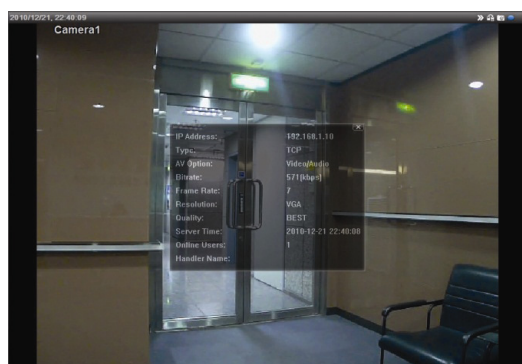 2010/12/21, 22:40:09
Camera1
IP Address: 192.168.1.10
Type: TCP
AV Option: Video/Audio
Bitrate: 571[kbps]
Frame Rate: 7
Resolution: VGA
Quality: BEST
Server Time: 2010-12-21 22:40:08
Online Users: 1
Handler Name: